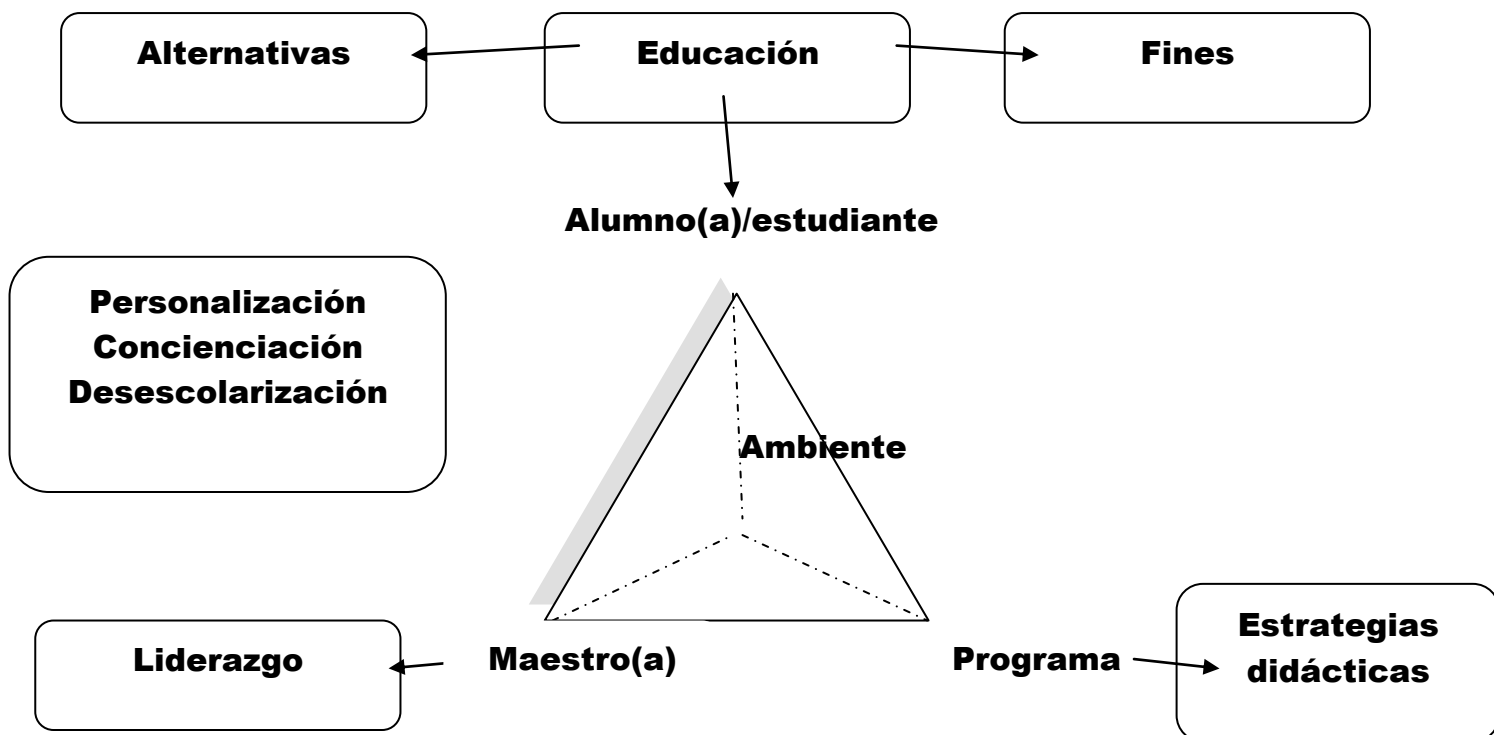 Alternativas
Educación
Fines
Alumno(a)/estudiante
Personalización
Concienciación
Desescolarización
Ambiente
Liderazgo
Maestro(a)
Programa
Estrategias
didácticas